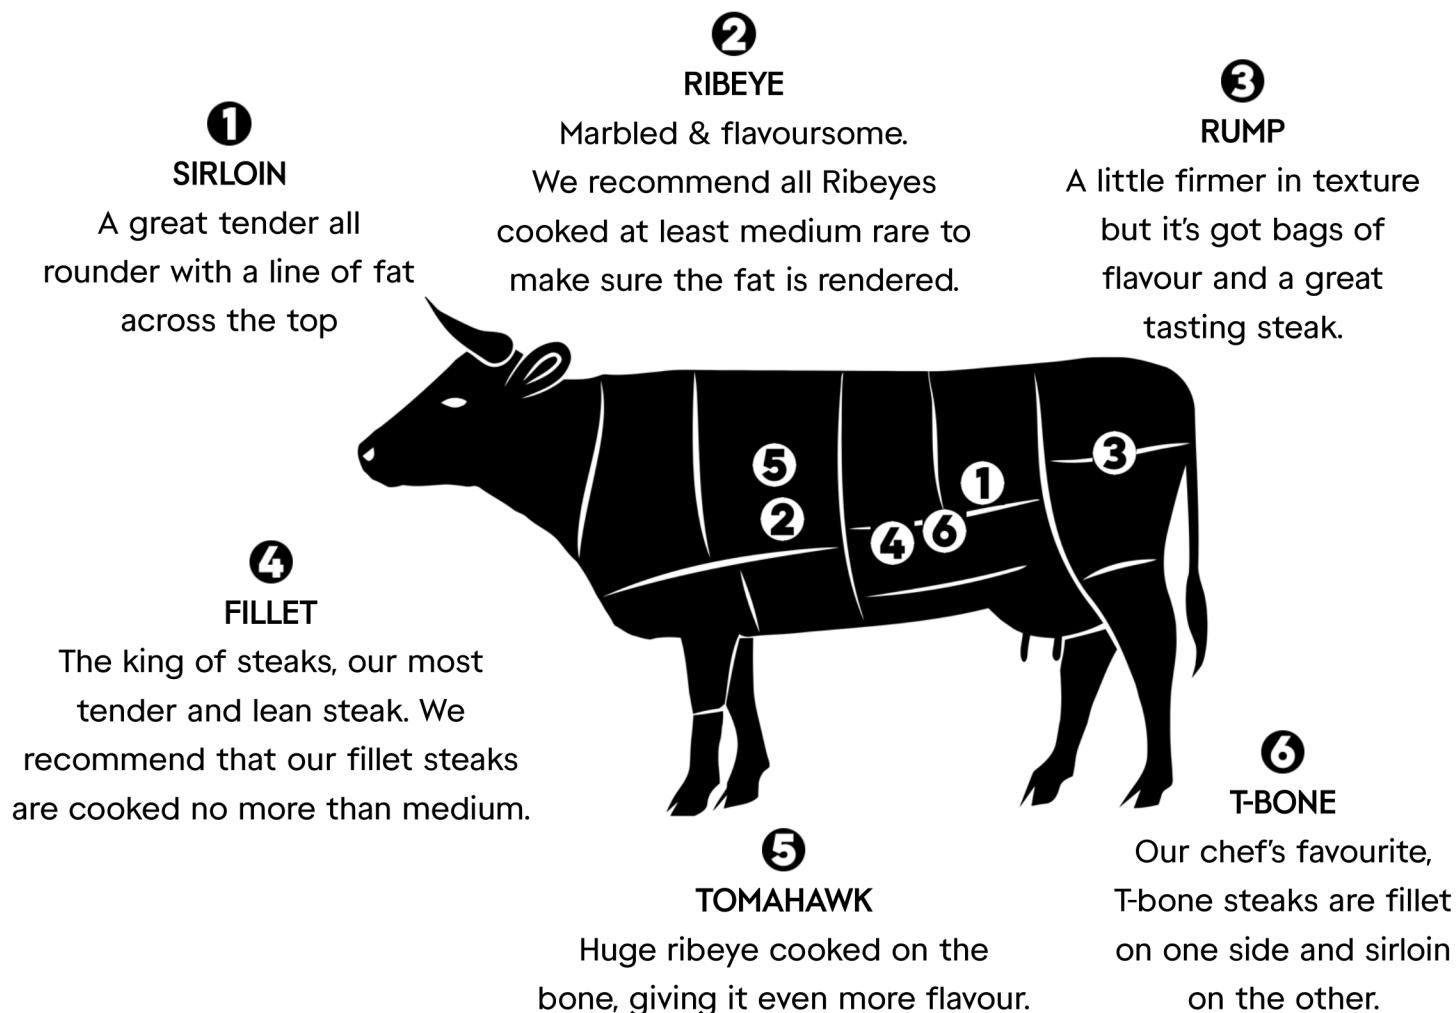 1
SIRLOIN
A great tender all
rounder with a line of fat
across the top
2
RIBEYE
Marbled & flavoursome.
We recommend all Ribeyes
cooked at least medium rare to
make sure the fat is rendered.
3
RUMP
A little firmer in texture
but it's got bags of
flavour and a great
tasting steak.
5
2
1
3
4
6
4
FILLET
The king of steaks, our most
tender and lean steak. We
recommend that our fillet steaks
are cooked no more than medium.
5
TOMAHAWK
Huge ribeye cooked on the
bone, giving it even more flavour.
6
T-BONE
Our chef's favourite,
T-bone steaks are fillet
on one side and sirloin
on the other.